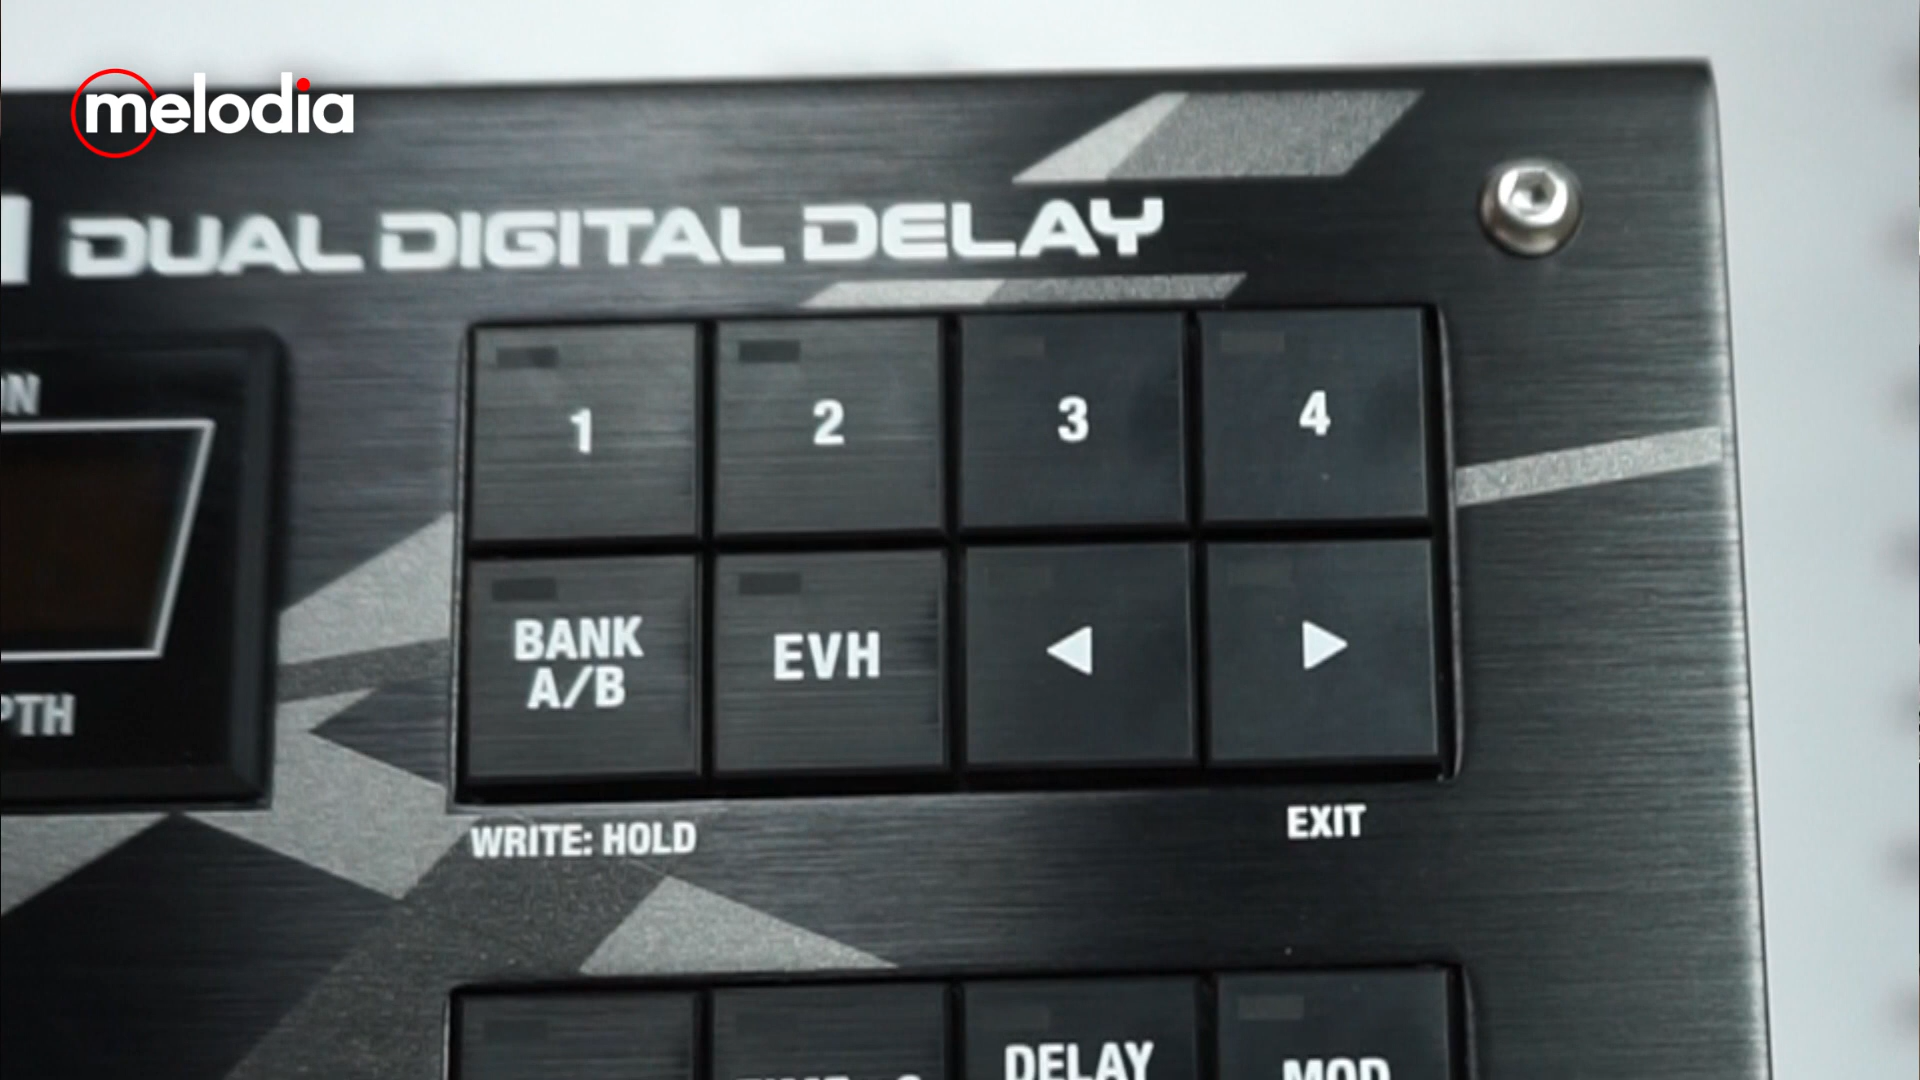 melodia
DUAL DIGITAL DELAY
1
2
3
4
BANK
A/B
EVH
WRITE: HOLD
EXIT
DELAY
MOD